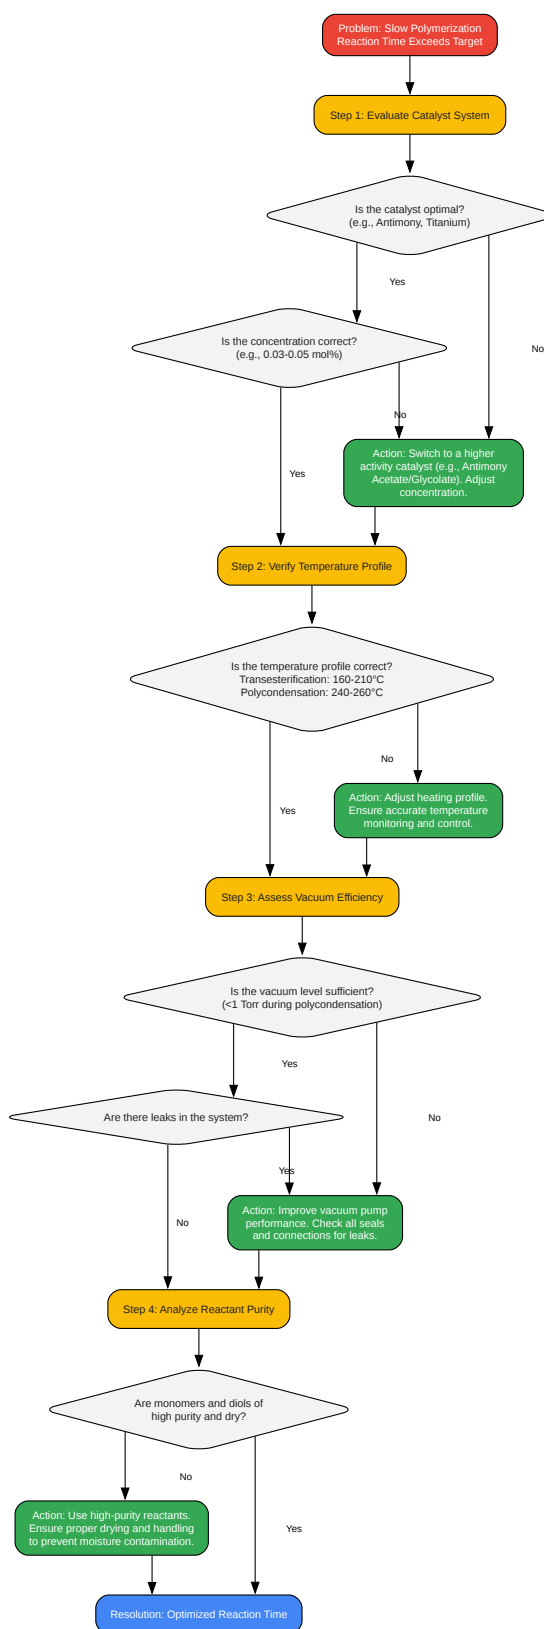 Problem: Slow Polymerization
Reaction Time Exceeds Target
Step 1: Evaluate Catalyst System
Is the catalyst optimal?
(e.g., Antimony, Titanium)
Yes
Is the concentration correct?
(e.g., 0.03-0.05 mol%)
No
No
Action: Switch to a higher
activity catalyst (e.g., Antimony
Acetate/Glycolate). Adjust
concentration.
Yes
Step 2: Verify Temperature Profile
Is the temperature profile correct?
Transesterification: 160-210°C
Polycondensation: 240-260°C
No
Action: Adjust heating profile.
Ensure accurate temperature
monitoring and control.
Yes
Step 3: Assess Vacuum Efficiency
Is the vacuum level sufficient?
(<1 Torr during polycondensation)
Yes
Are there leaks in the system?
No
Yes
Action: Improve vacuum pump
performance. Check all seals
and connections for leaks.
No
Step 4: Analyze Reactant Purity
Are monomers and diols of
high purity and dry?
No
Action: Use high-purity reactants.
Ensure proper drying and handling
to prevent moisture contamination.
Yes
Resolution: Optimized Reaction Time